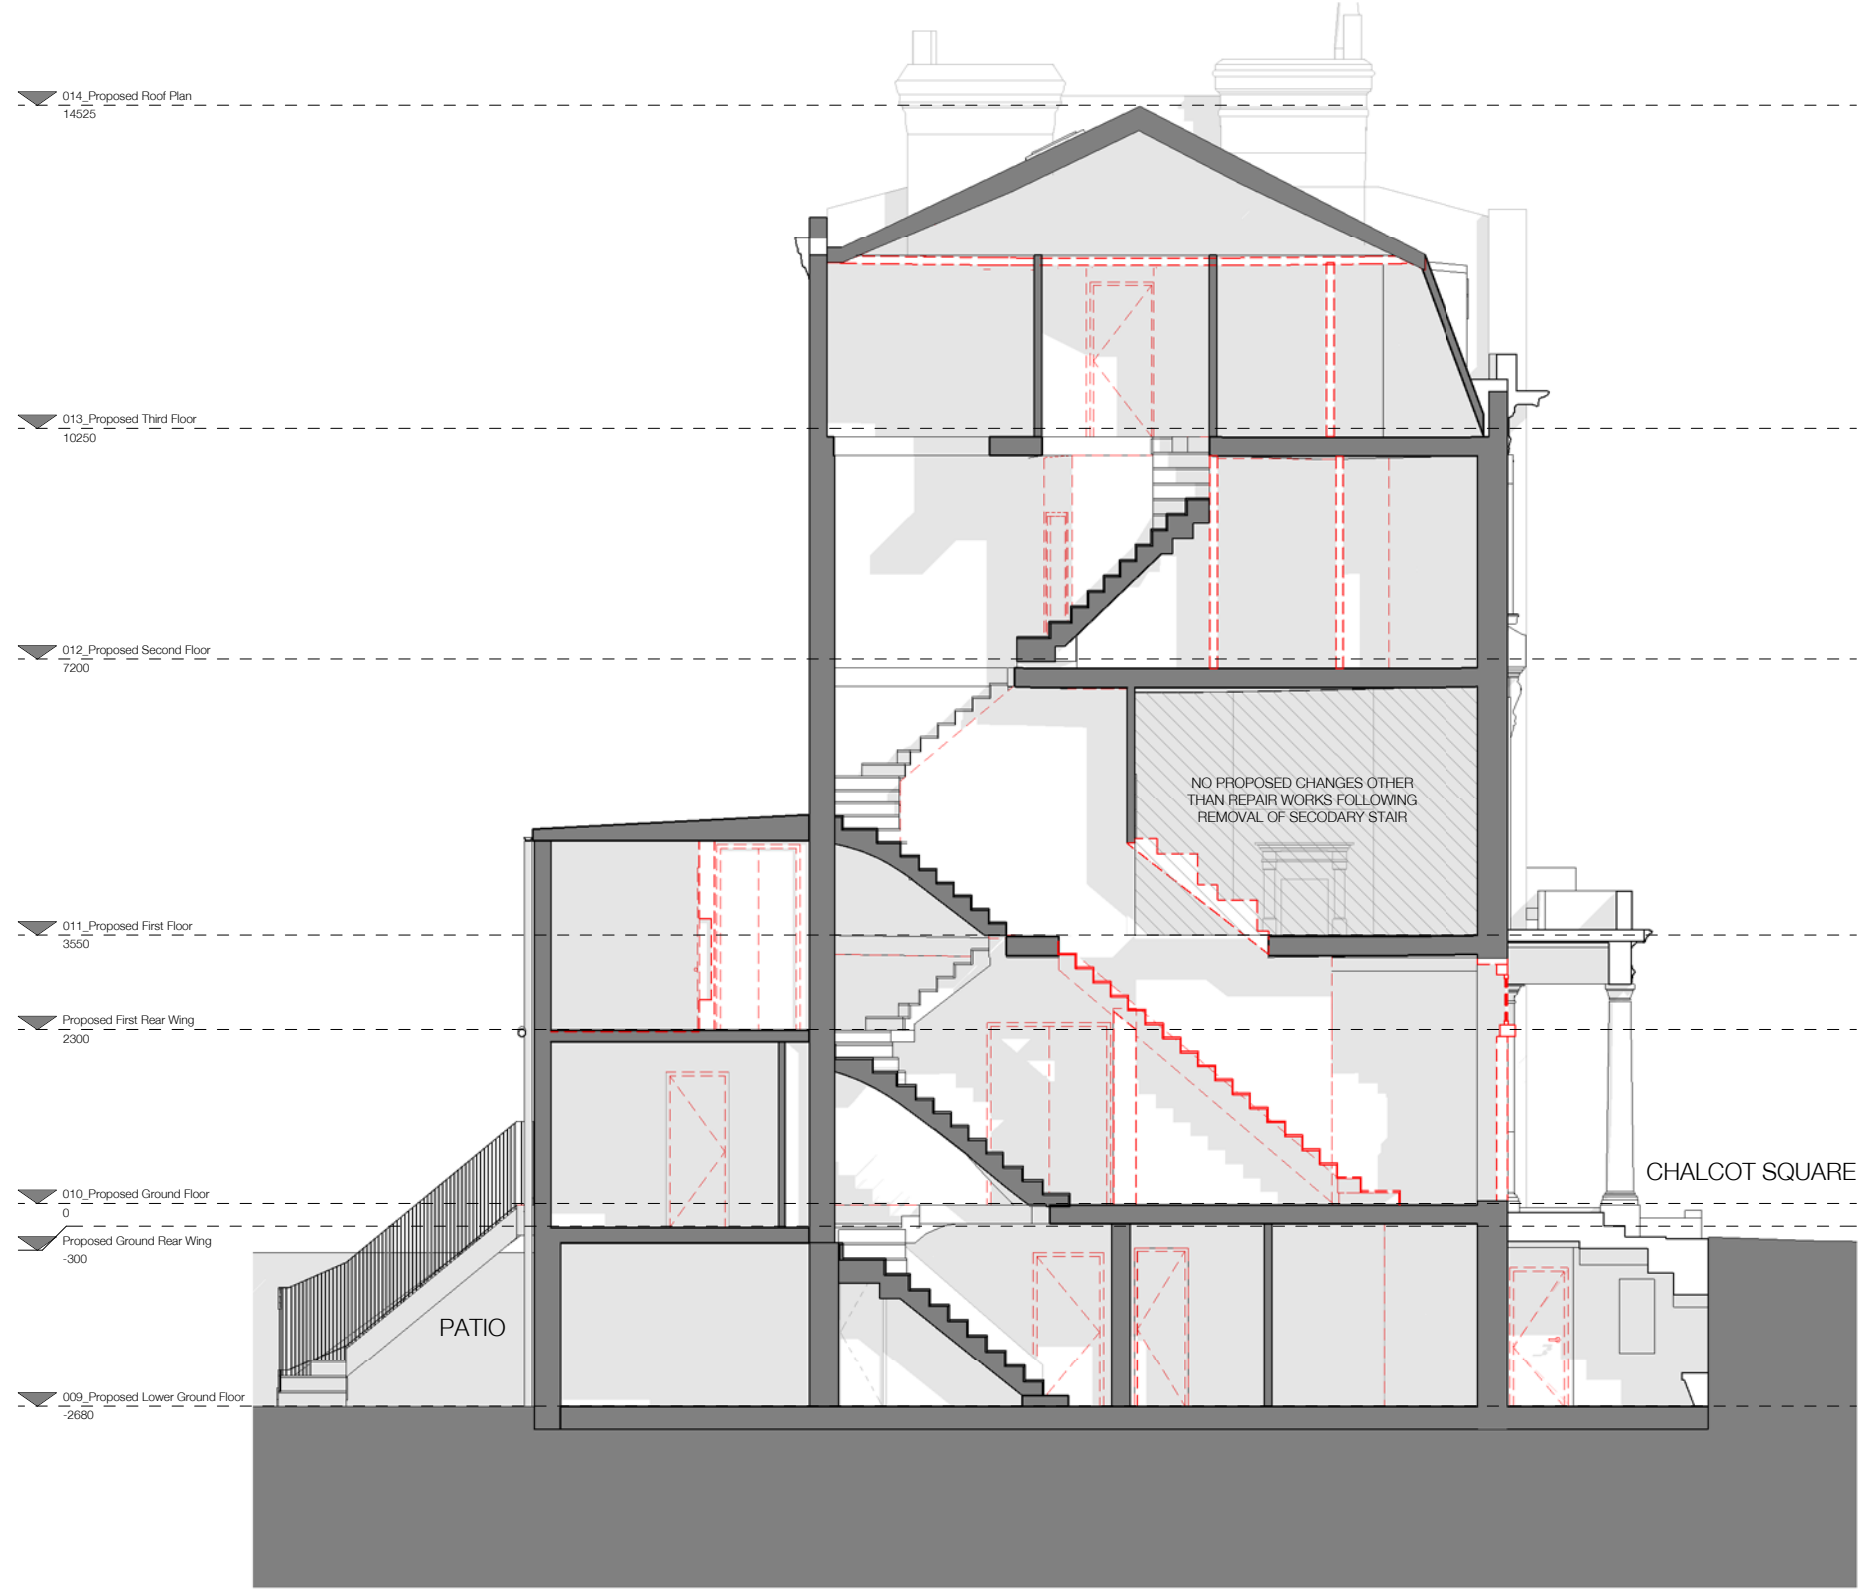 014_Proposed Roof Plan
14525
013_Proposed Third Floor
10250
012_Proposed Second Floor
7200
NO PROPOSED CHANGES OTHER
THAN REPAIR WORKS FOLLOWING
REMOVAL OF SECODARY STAIR
011_Proposed First Floor
3550
Proposed First Rear Wing
2300
CHALCOT SQUARE
010_Proposed Ground Floor
0
Proposed Ground Rear Wing
-300
PATIO
009_Proposed Lower Ground Floor
-2680